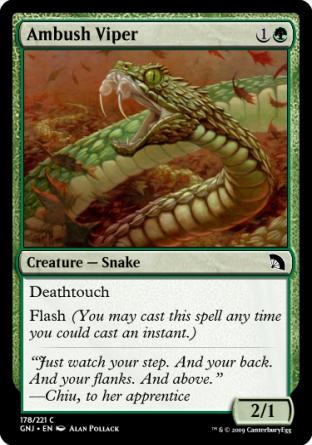 Ambush Viper 1
Creature — Snake
Deathtouch
Flash (You may cast this spell any time
you could cast an instant.)
“Just watch your step. And your back.
And your flanks. And above.”
—Chiu, to her apprentice
2/1
178/221 C
GNJ • EN Alan Pollack
™ & © 2009 CanterburyEgg